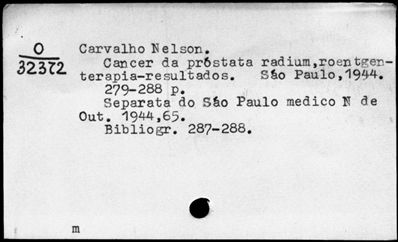 O
32372
Carvalho Nelson.
Cancer da próstata radium,roentgen-
terapia-resultados. São Paulo,1944.
279-288 p.
Separata do São Paulo medico N de
Out. 1944,65.
Bibliogr. 287-288.
m